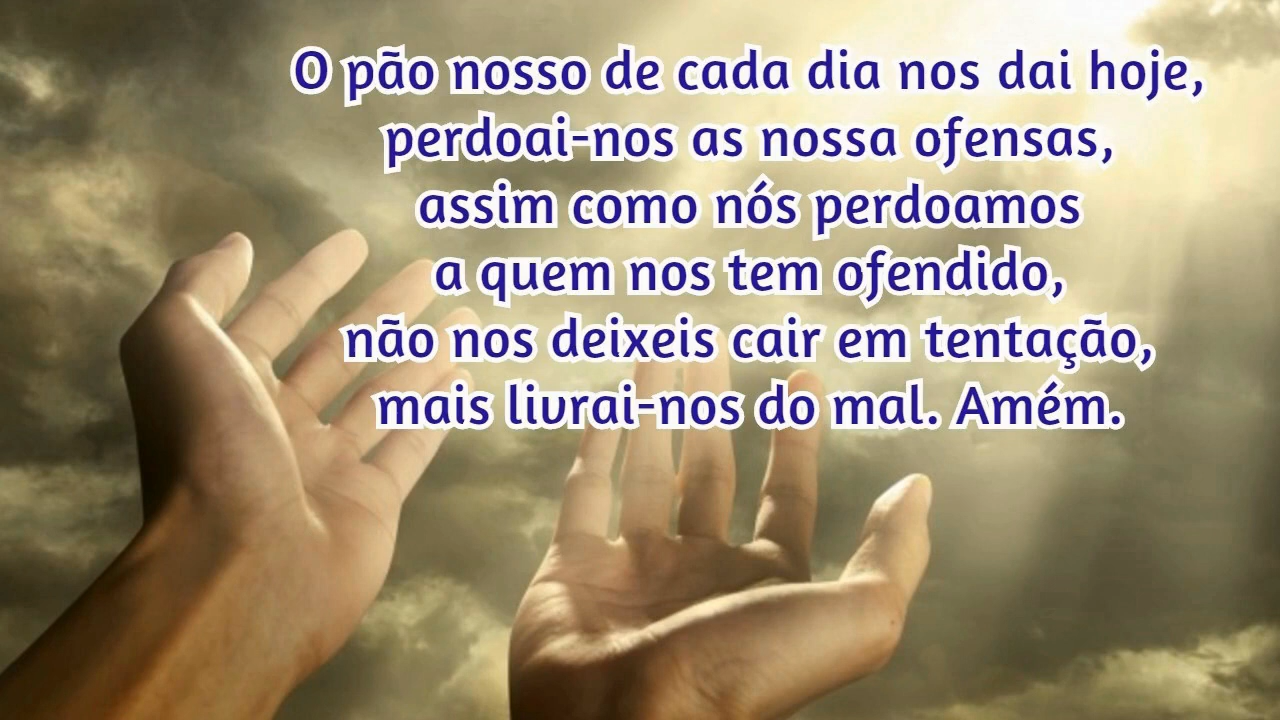 O pão nosso de cada dia nos dai hoje,
perdoai-nos as nossa ofensas,
assim como nós perdoamos
a quem nos tem ofendido,
não nos deixeis cair em tentação,
mais livrai-nos do mal. Amém.